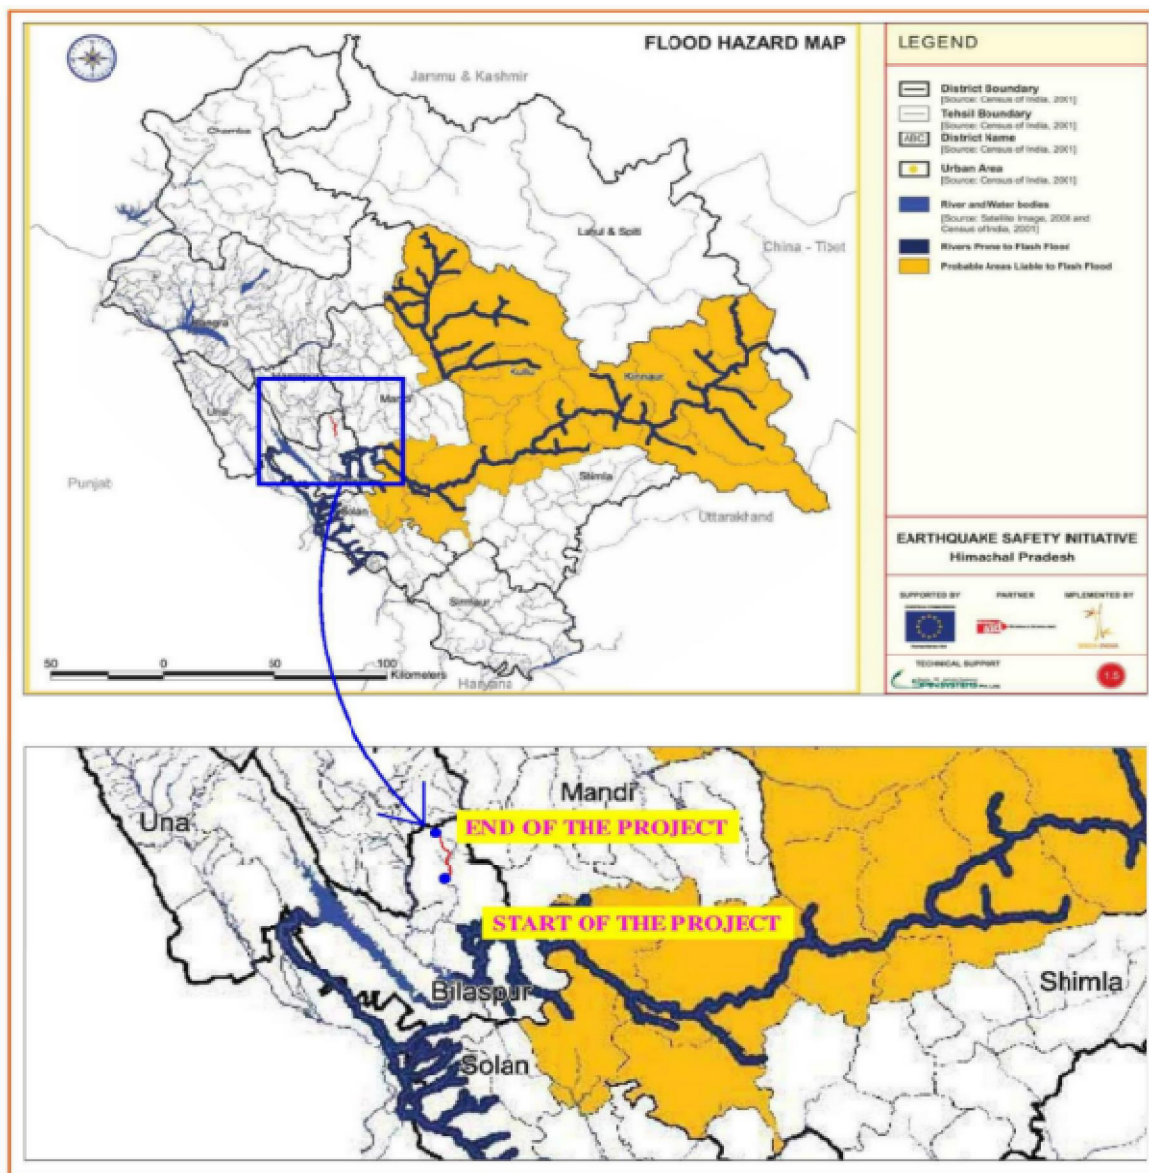 FLOOD HAZARD MAP
Jammu & Kashmir
Chamba
Lahul & Spiti
China - Tibet
Kangra
Kullu
Kinnaur
Una
Mandi
Punjab
Shimla
Solan
Uttarakhand
Sirmaur
50 0 50 100
Kilometers
Haryana
LEGEND
District Boundary
[Source: Census of India, 2001]
Tehsil Boundary
[Source: Census of India, 2001]
ABC District Name
[Source: Census of India, 2001]
Urban Area
[Source: Census of India, 2001]
River and Water bodies
[Source: Satellite Image, 2000 and
Census of India, 2001]
Rivers Prone to Flash Flood
Probable Areas Liable to Flash Flood
EARTHQUAKE SAFETY INITIATIVE
Himachal Pradesh
SUPPORTED BY PARTNER IMPLEMENTED BY
TECHNICAL SUPPORT
1.5
Una
Mandi
END OF THE PROJECT
START OF THE PROJECT
Bilaspur
Shimla
Solan